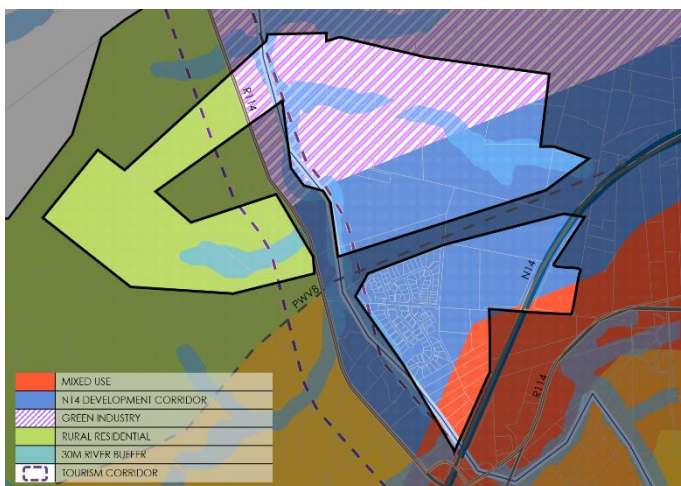 R114
N14
PWV8
R114
MIXED USE
N14 DEVELOPMENT CORRIDOR
GREEN INDUSTRY
RURAL RESIDENTIAL
30M RIVER BUFFER
TOURISM CORRIDOR